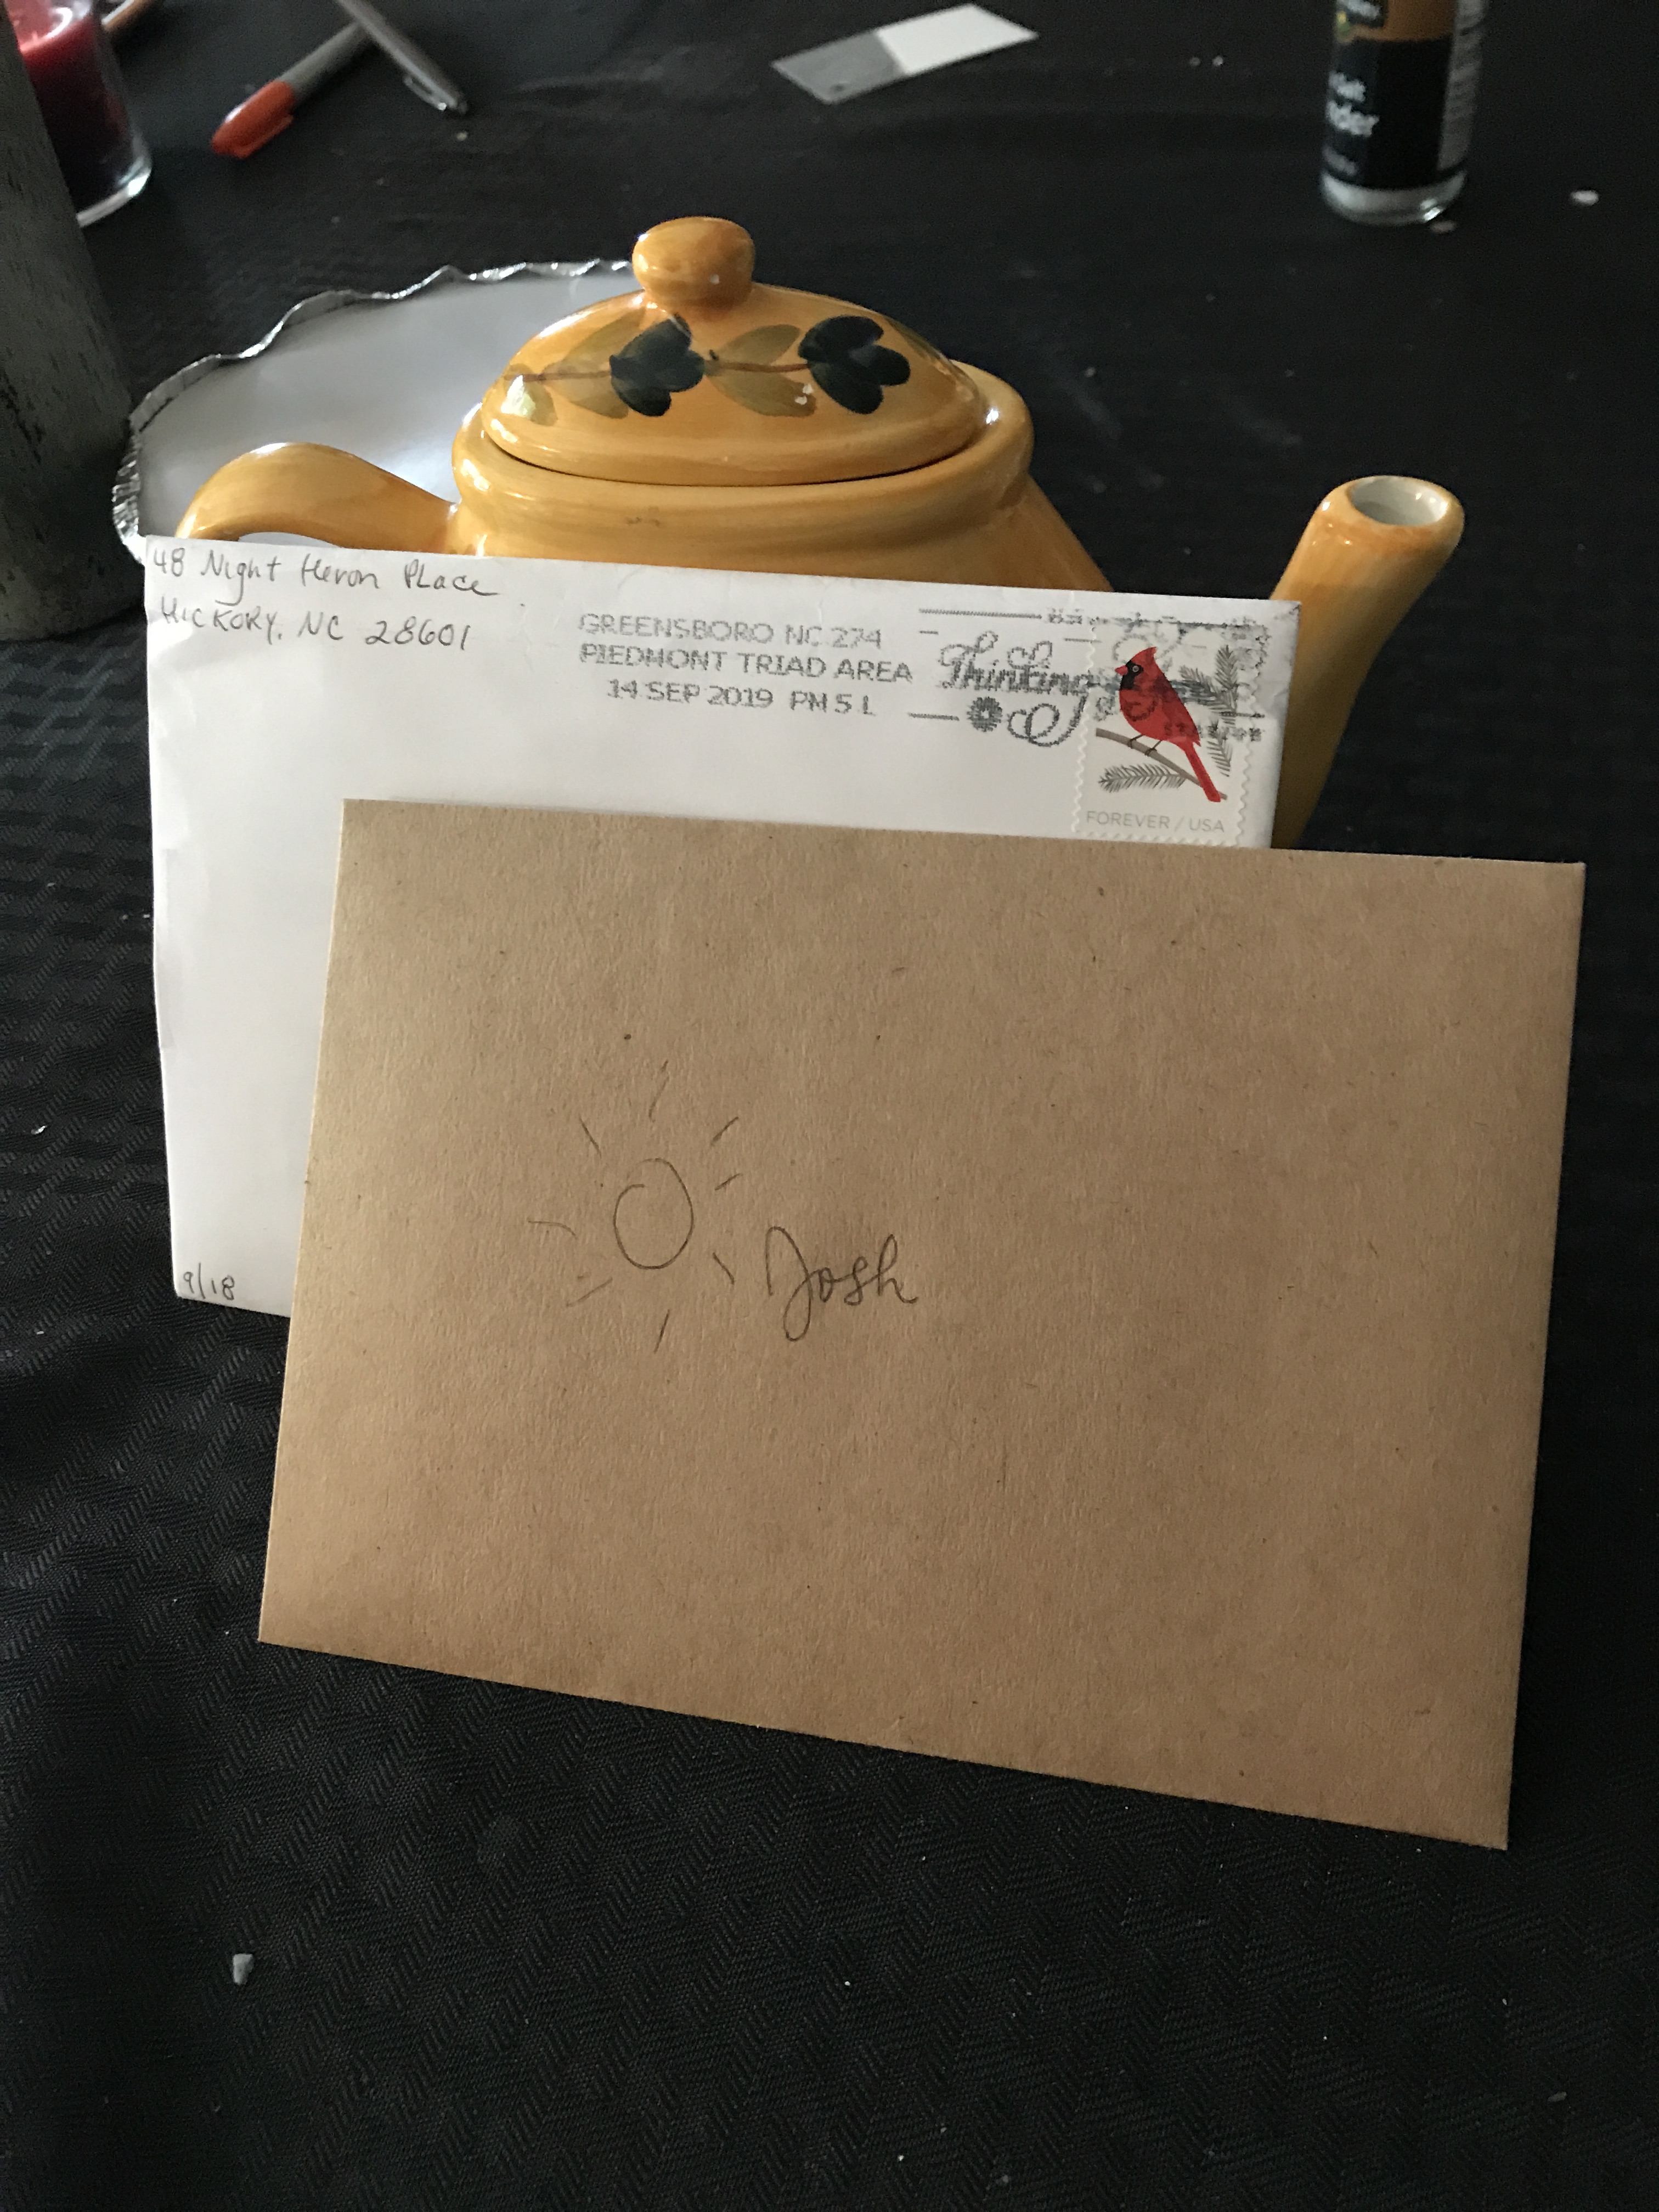 48 Night Heron Place
HICKORY, NC 28601
GREENSBORO NC 274
PIEDMONT TRIAD AREA
14 SEP 2019 PM 5 L
Thinking
FOREVER / USA
9/18
Josh